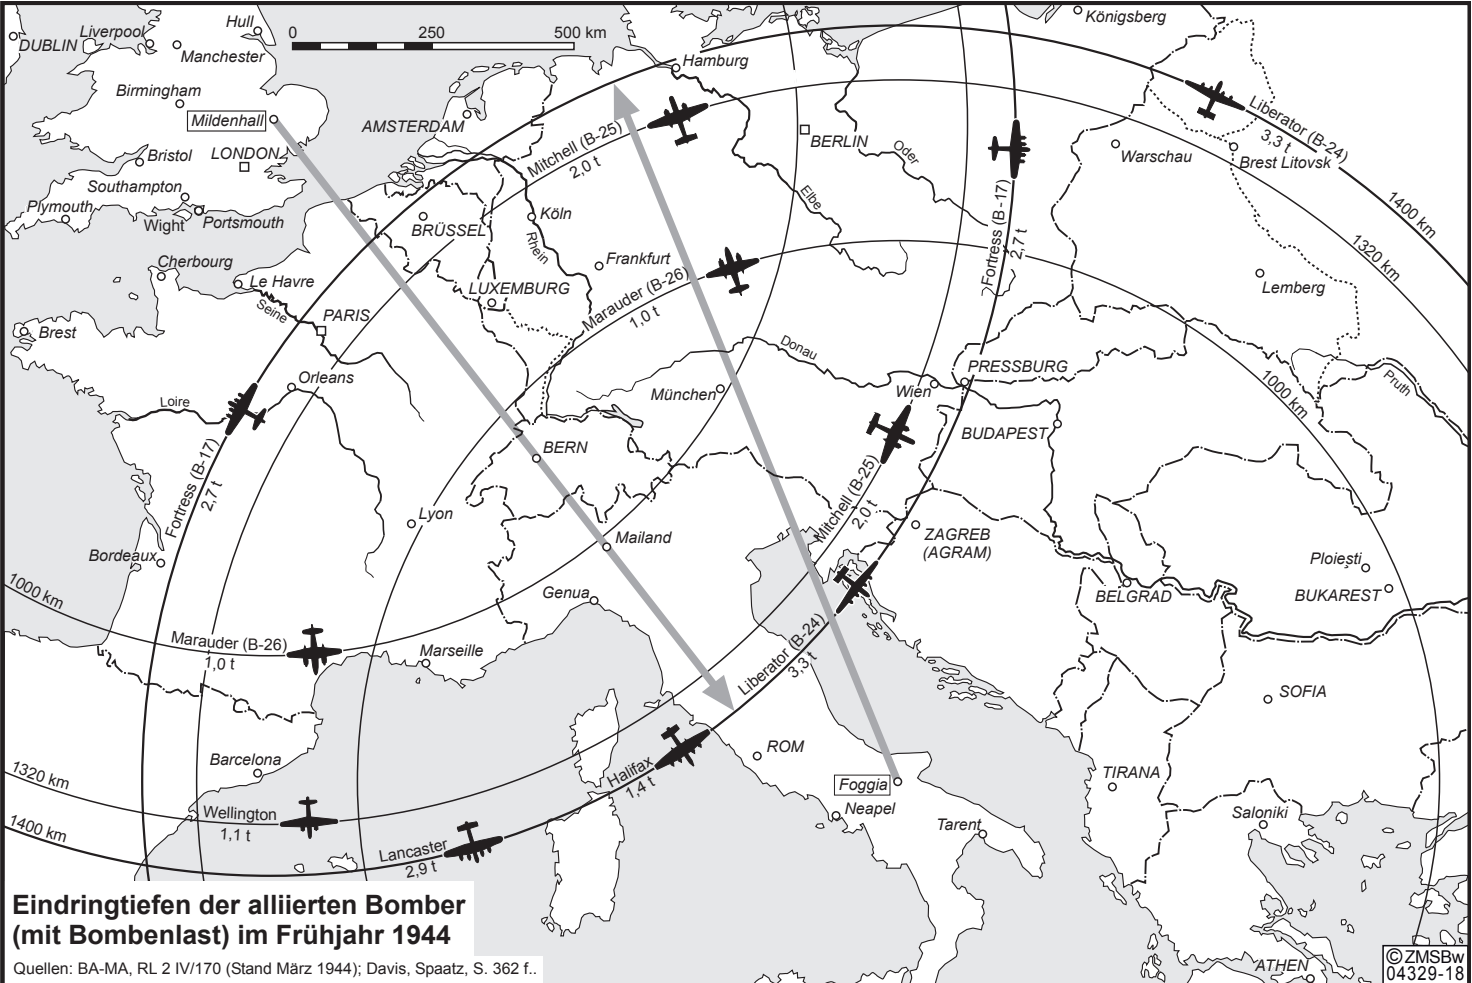 Hull
Liverpool
DUBLIN
Manchester
0 250 500 km
Königsberg
Hamburg
Birmingham
Mildenhall
AMSTERDAM
Mitchell (B-25)
2,0 t
BERLIN
Oder
Warschau
Liberator (B-24)
3,3 t
Brest Litovsk
Bristol
LONDON
Southampton
Plymouth
Wight
Portsmouth
BRÜSSEL
Köln
Rhein
Elbe
Fortress (B-17)
2,7 t
1400 km
1320 km
Cherbourg
Le Havre
Seine
Frankfurt
LUXEMBURG
Marauder (B-26)
1,0 t
Lemberg
Brest
PARIS
Donau
Orleans
Loire
München
Wien
PRESSBURG
Pruth
1000 km
BUDAPEST
BERN
Fortress (B-17)
2,7 t
Lyon
Mailand
Mitchell (B-25)
2,0 t
ZAGREB
(AGRAM)
Bordeaux
Ploieşti
BUKAREST
BELGRAD
1000 km
Genua
Marauder (B-26)
1,0 t
Marseille
Liberator (B-24)
3,3 t
SOFIA
Barcelona
ROM
Foggia
Neapel
TIRANA
1320 km
Halifax
1,4 t
Wellington
1,1 t
Tarent
Saloniki
1400 km
Lancaster
2,9 t
Eindringtiefen der alliierten Bomber
(mit Bombenlast) im Frühjahr 1944
Quellen: BA-MA, RL 2 IV/170 (Stand März 1944); Davis, Spaatz, S. 362 f..
ATHEN
©ZMSBw
04329-18